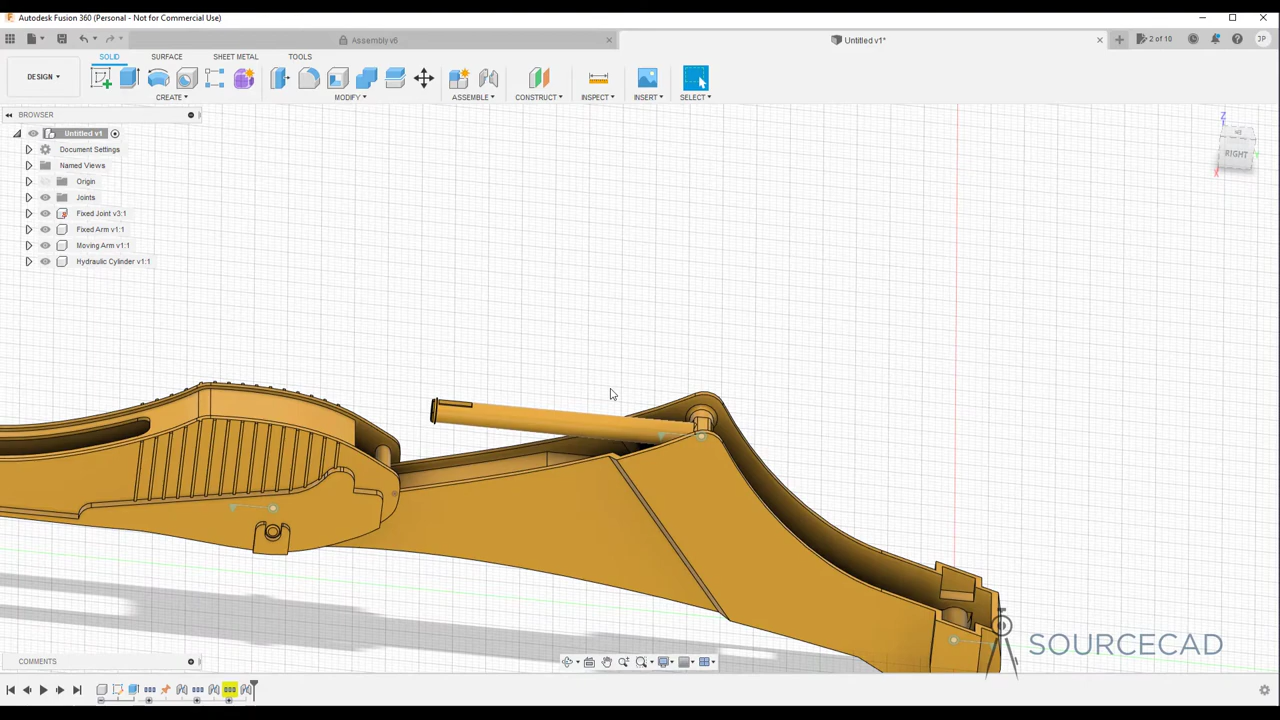 Autodesk Fusion 360 (Personal - Not for Commercial Use)
Assembly v6
Untitled v1*
2 of 10
JP
DESIGN
SOLID
SURFACE
SHEET METAL
TOOLS
CREATE
MODIFY
ASSEMBLE
CONSTRUCT
INSPECT
INSERT
SELECT
BROWSER
Untitled v1
Document Settings
Named Views
Origin
Joints
Fixed Joint v3:1
Fixed Arm v1:1
Moving Arm v1:1
Hydraulic Cylinder v1:1
Z
RIGHT
X
SOURCECAD
COMMENTS